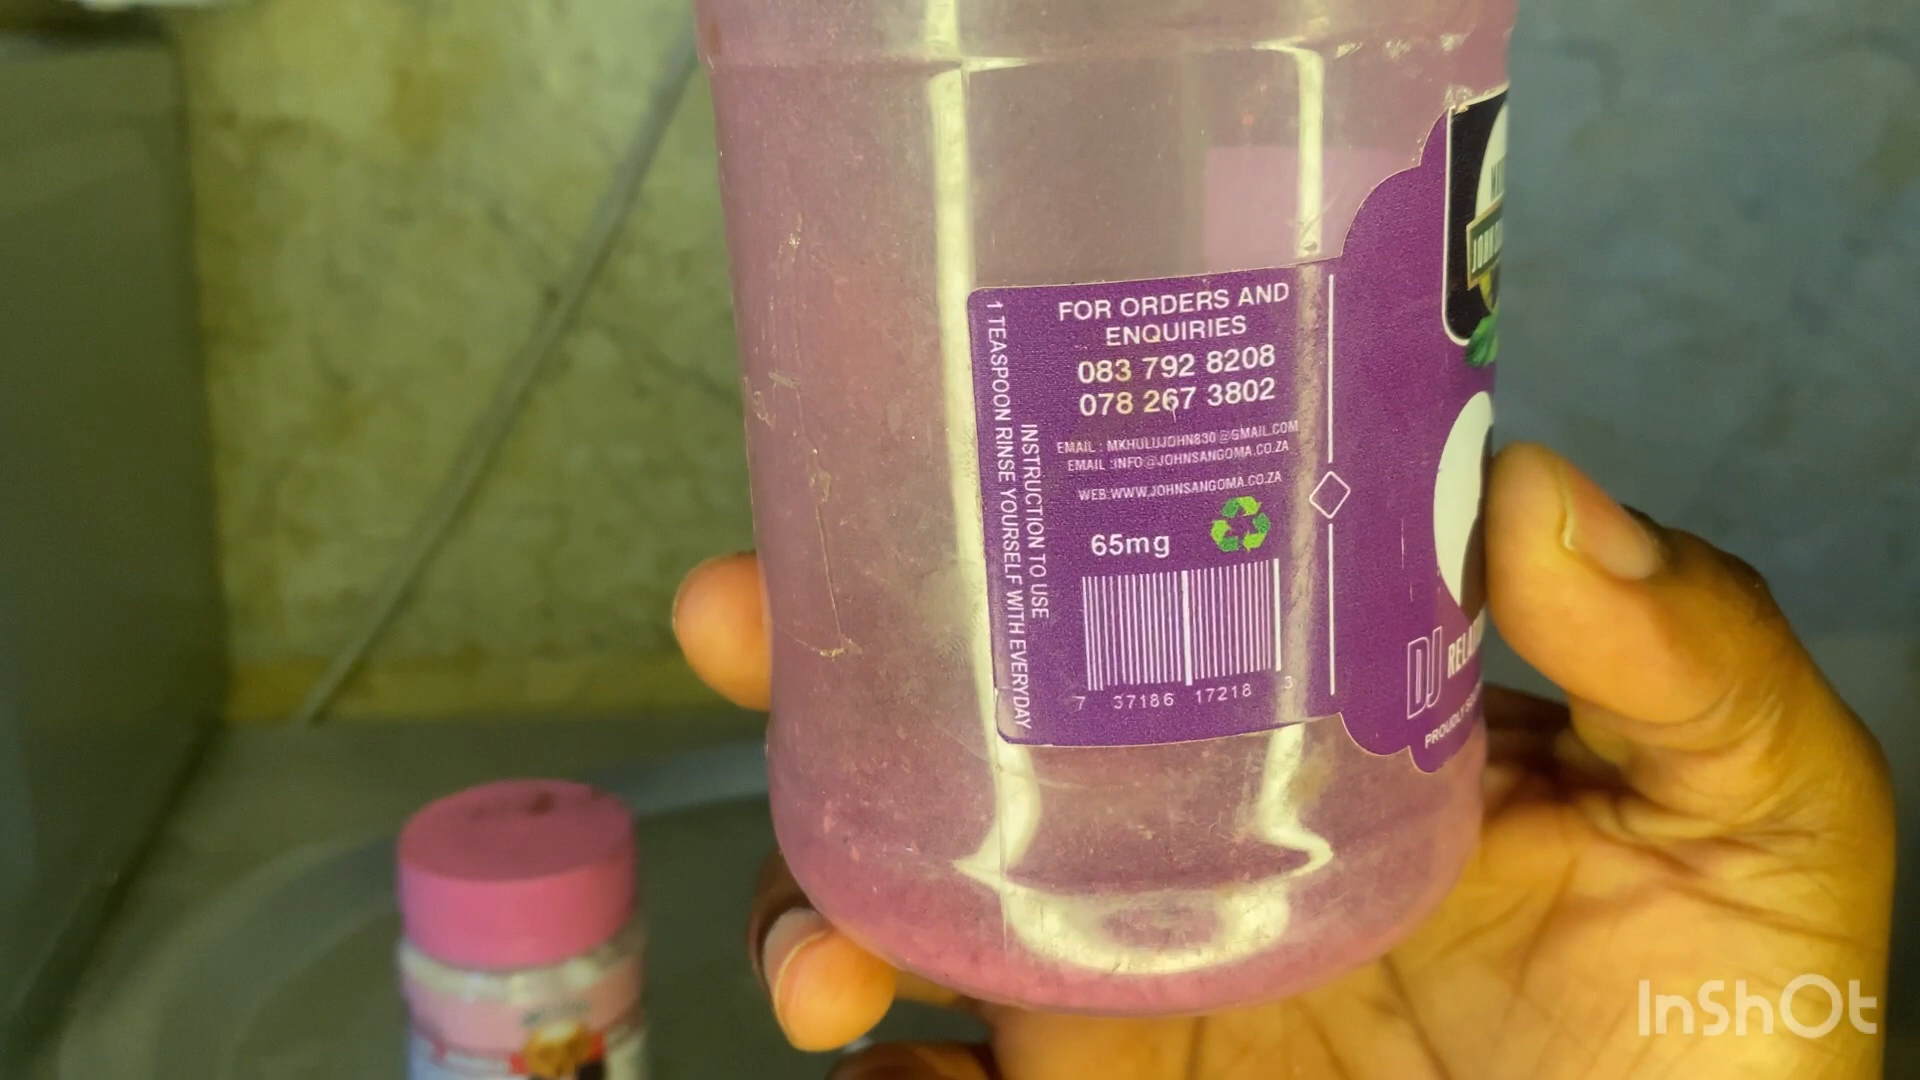 FOR ORDERS AND
ENQUIRIES
083 792 8208
078 267 3802
EMAIL : MKHULUJOHN830@GMAIL.COM
EMAIL :INFO@JOHNSANGOMA.CO.ZA
WEB:WWW.JOHNSANGOMA.CO.ZA
65mg
7 37186 17218 3
INSTRUCTION TO USE
1 TEASPOON RINSE YOURSELF WITH EVERYDAY
DJ
PROUDLY
InShOt